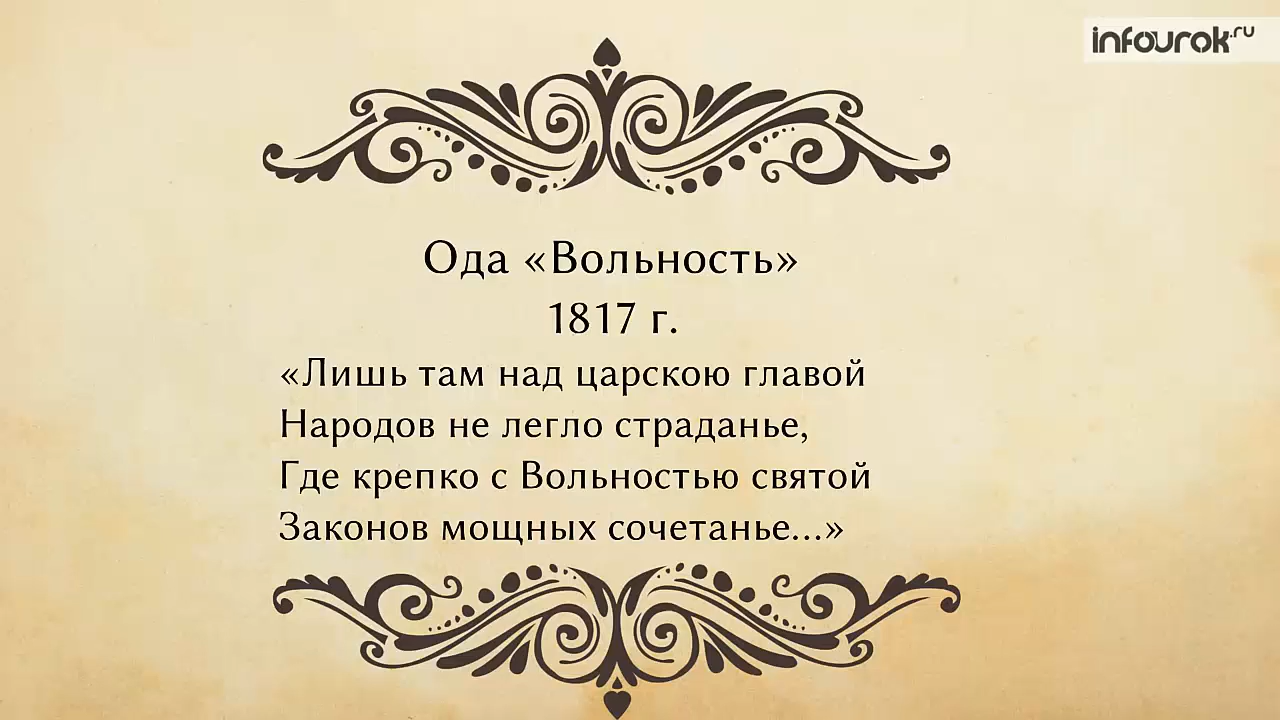 infourok.ru
Ода «Вольность»
1817 г.
«Лишь там над царскою главой
Народов не легло страданье,
Где крепко с Вольностью святой
Законов мощных сочетанье...»